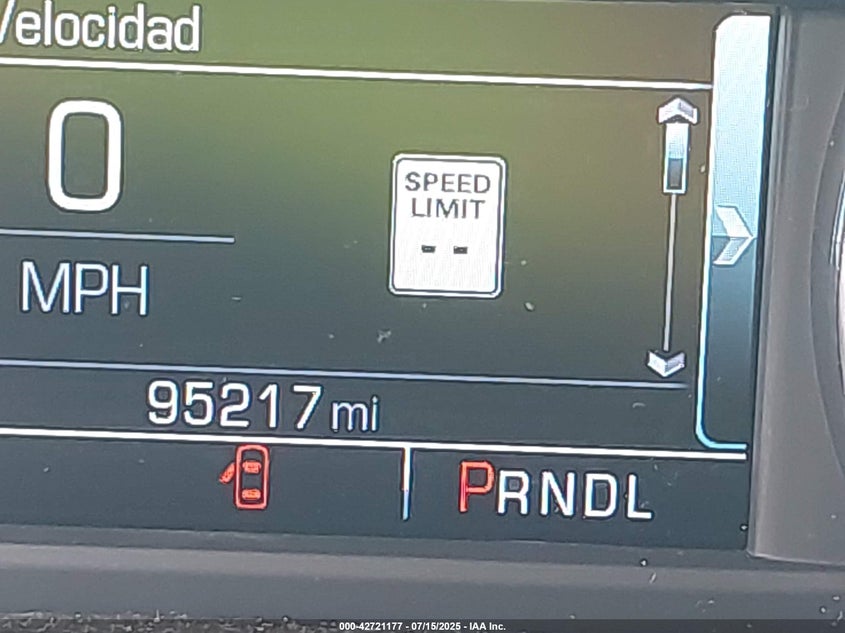 Velocidad
0
SPEED
LIMIT
--
MPH
95217 mi
PRNDL
000-42721177 - 07/15/2025 - IAA Inc.